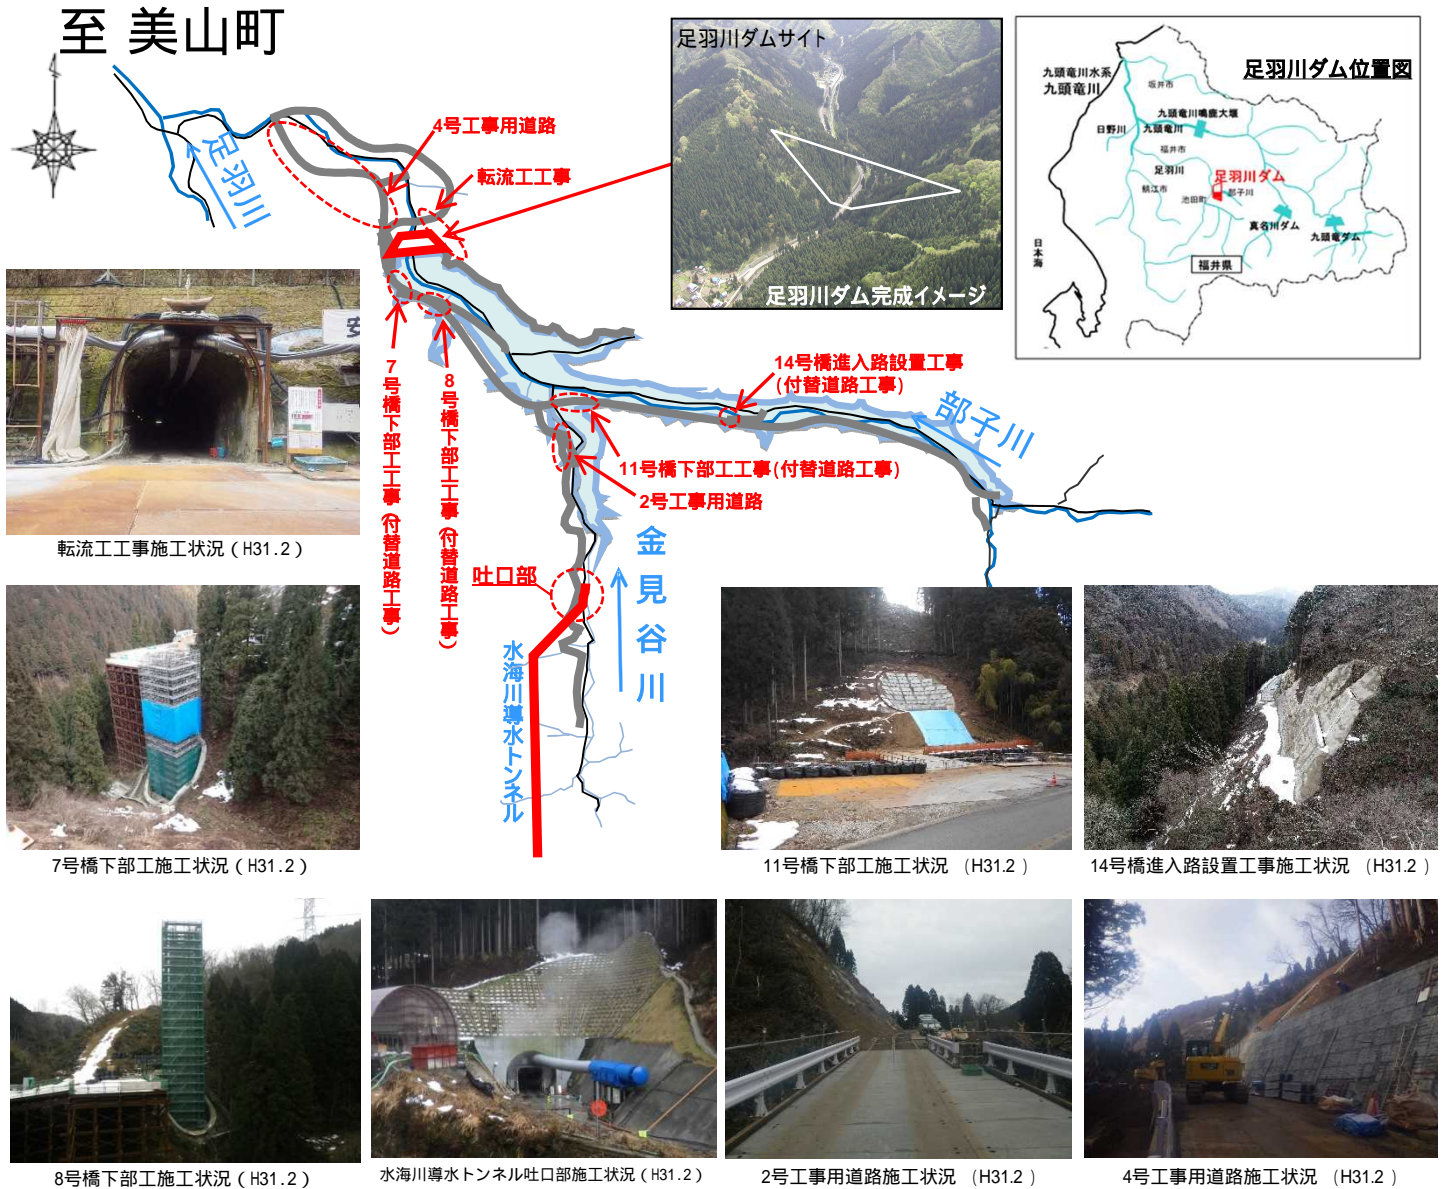 至 美山町
足羽川
4号工事用道路
転流工工事
足羽川ダムサイト
足羽川ダム完成イメージ
足羽川ダム位置図
九頭竜川水系
九頭竜川
坂井市
九頭竜川鳴鹿大堰
日野川
九頭竜川
福井市
足羽川
足羽川ダム
鯖江市
部子川
池田町
真名川ダム
九頭竜ダム
日本海
福井県
安
7号橋下部工工事(付替道路工事)
8号橋下部工工事(付替道路工事)
14号橋進入路設置工事
(付替道路工事)
部子川
11号橋下部工工事(付替道路工事)
2号工事用道路
金見谷川
吐口部
水海川導水トンネル
転流工工事施工状況（H31.2）
7号橋下部工施工状況（H31.2）
11号橋下部工施工状況 （H31.2 ）
14号橋進入路設置工事施工状況 （H31.2 ）
8号橋下部工施工状況（H31.2）
水海川導水トンネル吐口部施工状況（H31.2）
2号工事用道路施工状況 （H31.2 ）
4号工事用道路施工状況 （H31.2 ）